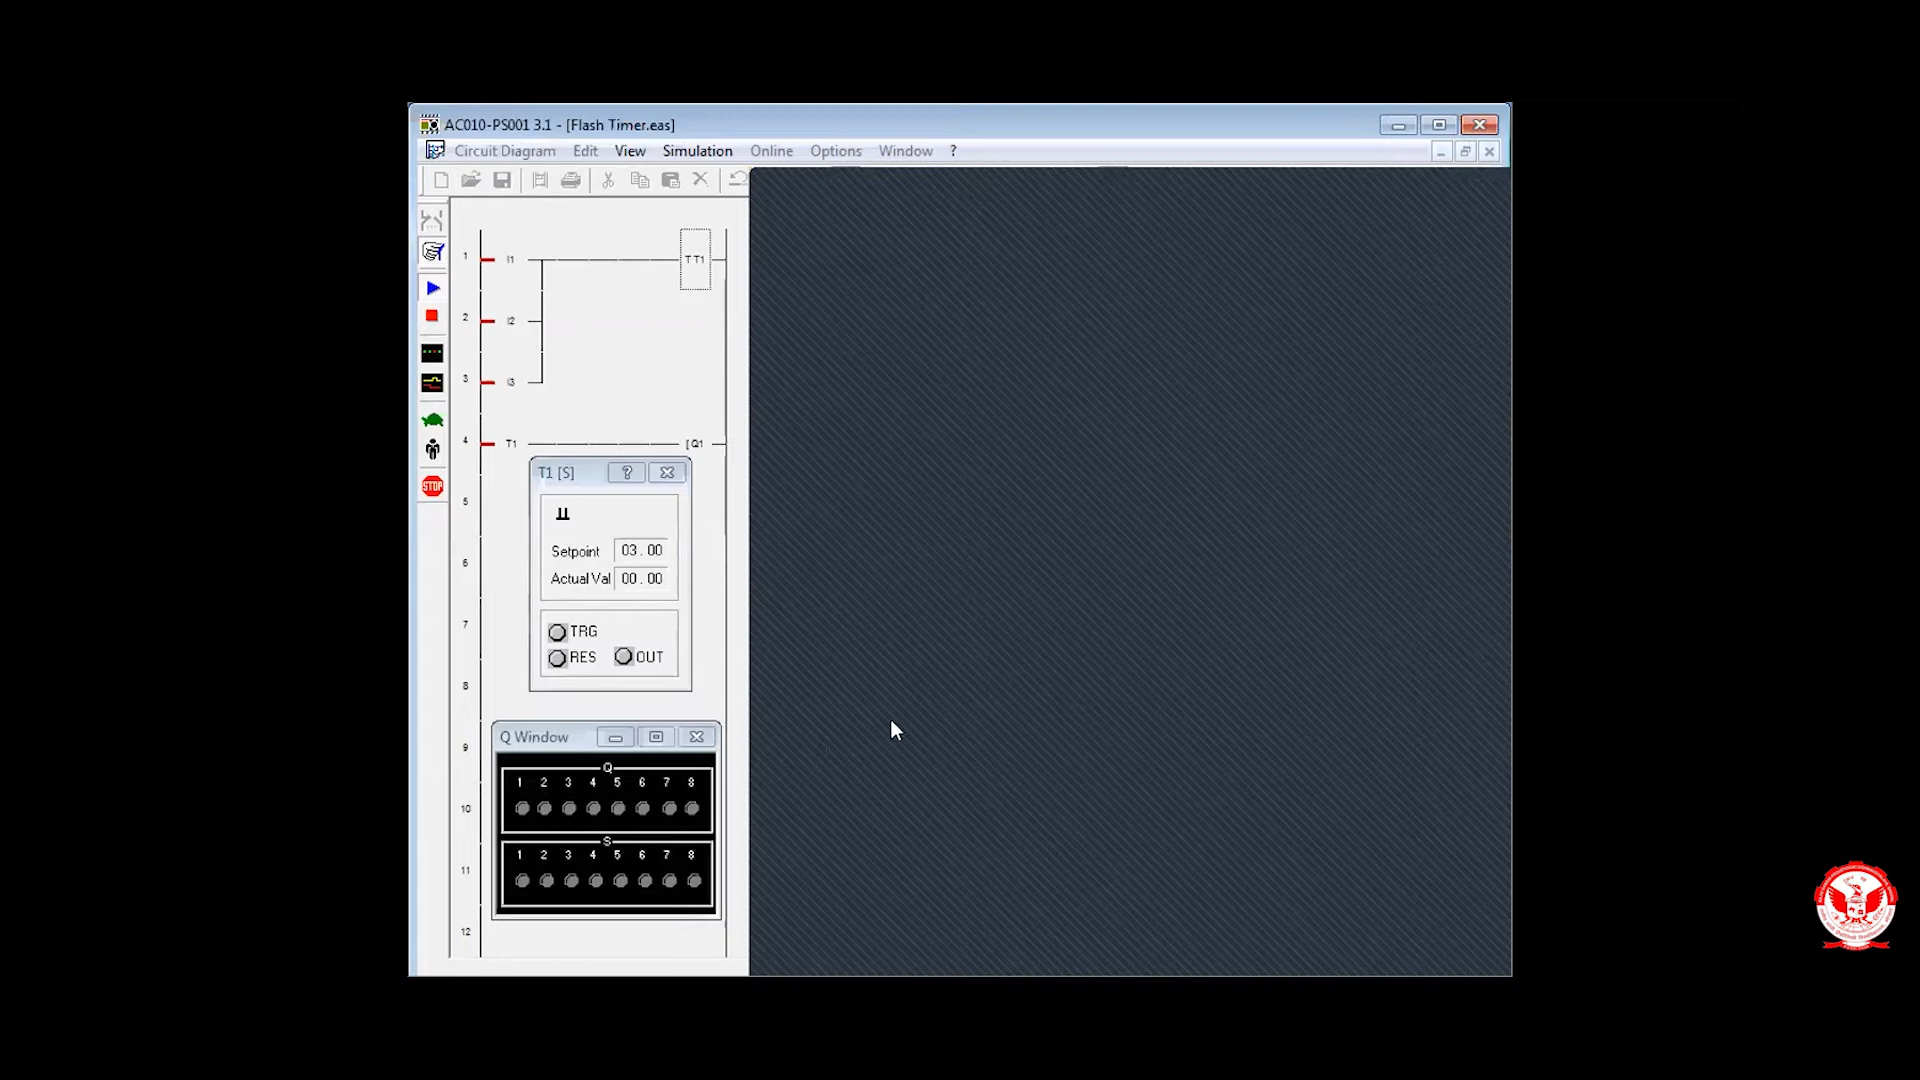 AC010-PS001 3.1 - [Flash Timer.eas]
Circuit Diagram Edit View Simulation Online Options Window ?
1 I1 T T1
2 I2
3 I3
4 T1 [ Q1
STOP
5
6
7
8
9
10
11
12
T1 [S] ?
Setpoint 03.00
Actual Val 00.00
TRG
RES OUT
Q Window
Q
1 2 3 4 5 6 7 8
S
1 2 3 4 5 6 7 8